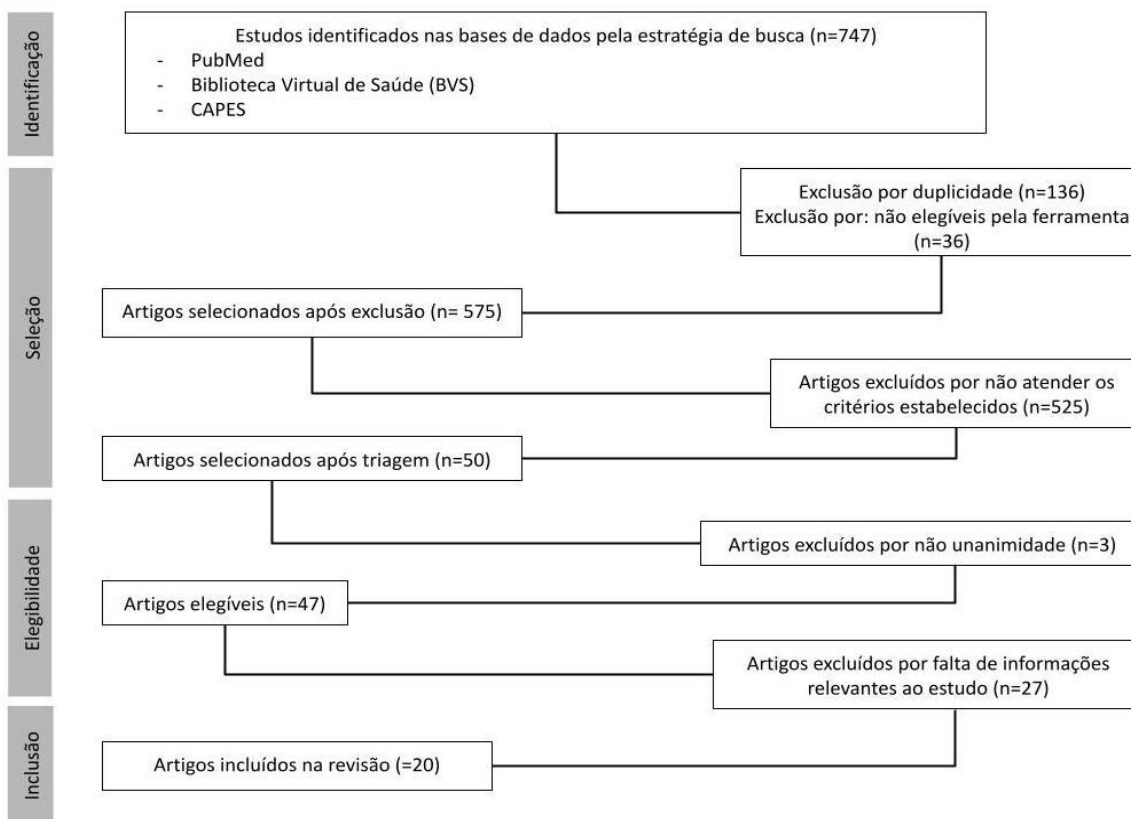 Identificação
Estudos identificados nas bases de dados pela estratégia de busca (n=747)
- PubMed
- Biblioteca Virtual de Saúde (BVS)
- CAPES
Seleção
Exclusão por duplicidade (n=136)
Exclusão por: não elegíveis pela ferramenta
(n=36)
Artigos selecionados após exclusão (n= 575)
Artigos excluídos por não atender os
critérios estabelecidos (n=525)
Artigos selecionados após triagem (n=50)
Elegibilidade
Artigos excluídos por não unanimidade (n=3)
Artigos elegíveis (n=47)
Artigos excluídos por falta de informações
relevantes ao estudo (n=27)
Inclusão
Artigos incluídos na revisão (=20)